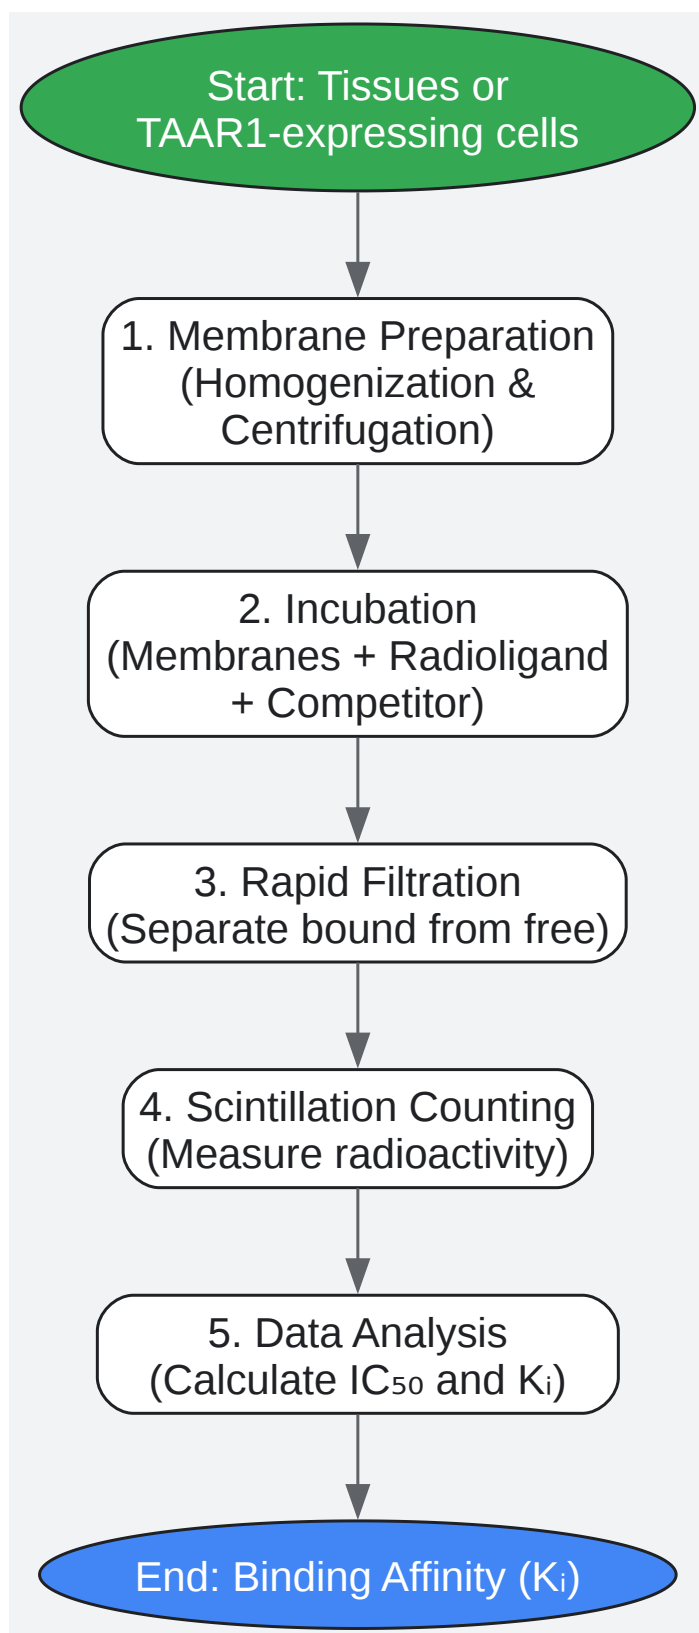 Start: Tissues or
TAAR1-expressing cells
1. Membrane Preparation
(Homogenization &
Centrifugation)
2. Incubation
(Membranes + Radioligand
+ Competitor)
3. Rapid Filtration
(Separate bound from free)
4. Scintillation Counting
(Measure radioactivity)
5. Data Analysis
(Calculate IC₅₀ and Kᵢ)
End: Binding Affinity (Kᵢ)